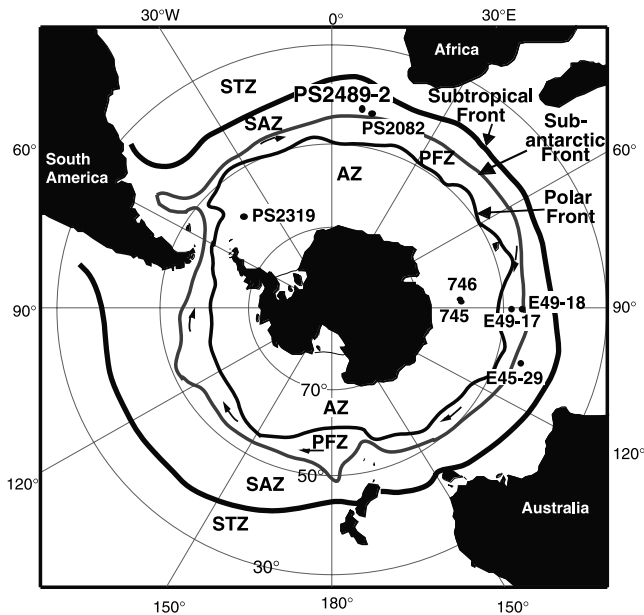 30°W
0°
30°E
Africa
STZ
PS2489-2
Subtropical
Front
SAZ
PS2082
Sub-
antarctic
Front
60°
60°
PFZ
South
America
AZ
Polar
Front
PS2319
746
745
E49-18
E49-17
90°
90°
E45-29
70°
AZ
PFZ
50°
120°
120°
SAZ
STZ
Australia
30°
150°
180°
150°